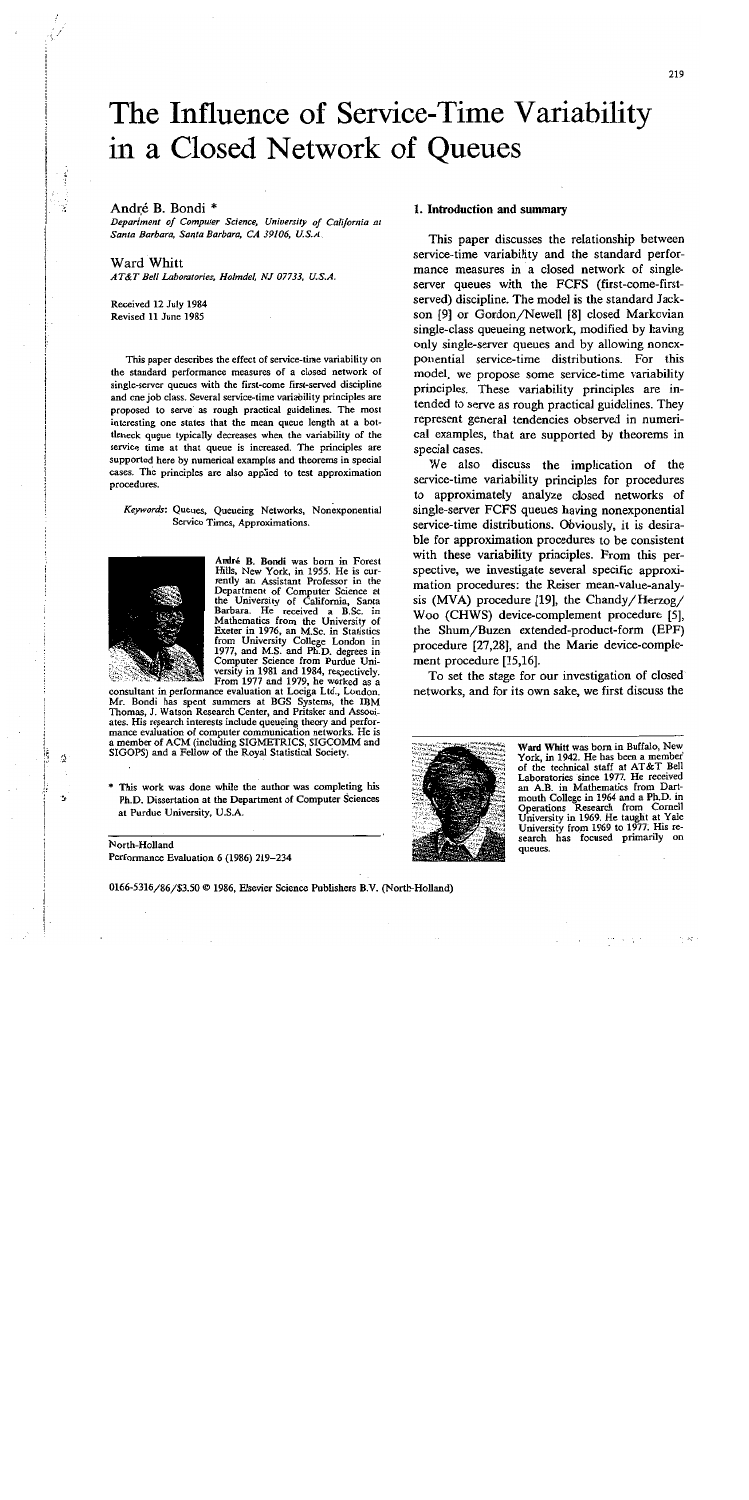 219
The Influence of Service-Time Variability
in a Closed Network of Queues
André B. Bondi *
Department of Computer Science, University of California at
Santa Barbara, Santa Barbara, CA 39106, U.S.A.
Ward Whitt
AT&T Bell Laboratories, Holmdel, NJ 07733, U.S.A.
Received 12 July 1984
Revised 11 June 1985
This paper describes the effect of service-time variability on
the standard performance measures of a closed network of
single-server queues with the first-come first-served discipline
and one job class. Several service-time variability principles are
proposed to serve as rough practical guidelines. The most
interesting one states that the mean queue length at a bot-
tleneck queue typically decreases when the variability of the
service time at that queue is increased. The principles are
supported here by numerical examples and theorems in special
cases. The principles are also applied to test approximation
procedures.
Keywords: Queues, Queueing Networks, Nonexponential
Service Times, Approximations.
André B. Bondi was born in Forest
Hills, New York, in 1955. He is cur-
rently an Assistant Professor in the
Department of Computer Science at
the University of California, Santa
Barbara. He received a B.Sc. in
Mathematics from the University of
Exeter in 1976, an M.Sc. in Statistics
from University College London in
1977, and M.S. and Ph.D. degrees in
Computer Science from Purdue Uni-
versity in 1981 and 1984, respectively.
From 1977 and 1979, he worked as a
consultant in performance evaluation at Logica Ltd., London.
Mr. Bondi has spent summers at BGS Systems, the IBM
Thomas, J. Watson Research Center, and Pritsker and Associ-
ates. His research interests include queueing theory and perfor-
mance evaluation of computer communication networks. He is
a member of ACM (including SIGMETRICS, SIGCOMM and
SIGOPS) and a Fellow of the Royal Statistical Society.
* This work was done while the author was completing his
Ph.D. Dissertation at the Department of Computer Sciences
at Purdue University, U.S.A.
North-Holland
Performance Evaluation 6 (1986) 219–234
1. Introduction and summary
This paper discusses the relationship between
service-time variability and the standard perfor-
mance measures in a closed network of single-
server queues with the FCFS (first-come-first-
served) discipline. The model is the standard Jack-
son [9] or Gordon/Newell [8] closed Markovian
single-class queueing network, modified by having
only single-server queues and by allowing nonex-
ponential service-time distributions. For this
model, we propose some service-time variability
principles. These variability principles are in-
tended to serve as rough practical guidelines. They
represent general tendencies observed in numeri-
cal examples, that are supported by theorems in
special cases.
We also discuss the implication of the
service-time variability principles for procedures
to approximately analyze closed networks of
single-server FCFS queues having nonexponential
service-time distributions. Obviously, it is desira-
ble for approximation procedures to be consistent
with these variability principles. From this per-
spective, we investigate several specific approxi-
mation procedures: the Reiser mean-value-analy-
sis (MVA) procedure [19], the Chandy/Herzog/
Woo (CHWS) device-complement procedure [5],
the Shum/Buzen extended-product-form (EPF)
procedure [27,28], and the Marie device-comple-
ment procedure [15,16].
To set the stage for our investigation of closed
networks, and for its own sake, we first discuss the
Ward Whitt was born in Buffalo, New
York, in 1942. He has been a member
of the technical staff at AT&T Bell
Laboratories since 1977. He received
an A.B. in Mathematics from Dart-
mouth College in 1964 and a Ph.D. in
Operations Research from Cornell
University in 1969. He taught at Yale
University from 1969 to 1977. His re-
search has focused primarily on
queues.
0166-5316/86/$3.50 © 1986, Elsevier Science Publishers B.V. (North-Holland)